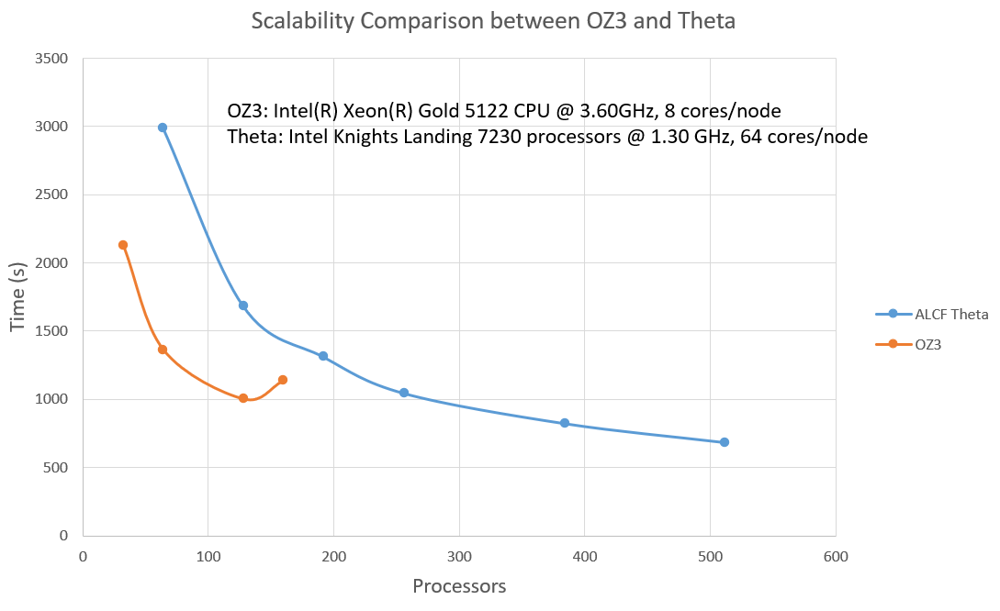 Scalability Comparison between OZ3 and Theta
3500
OZ3: Intel(R) Xeon(R) Gold 5122 CPU @ 3.60GHz, 8 cores/node
3000
Theta: Intel Knights Landing 7230 processors @ 1.30 GHz, 64 cores/node
2500
2000
Time (s)
1500
ALCF Theta
OZ3
1000
500
0
0 100 200 300 400 500 600
Processors